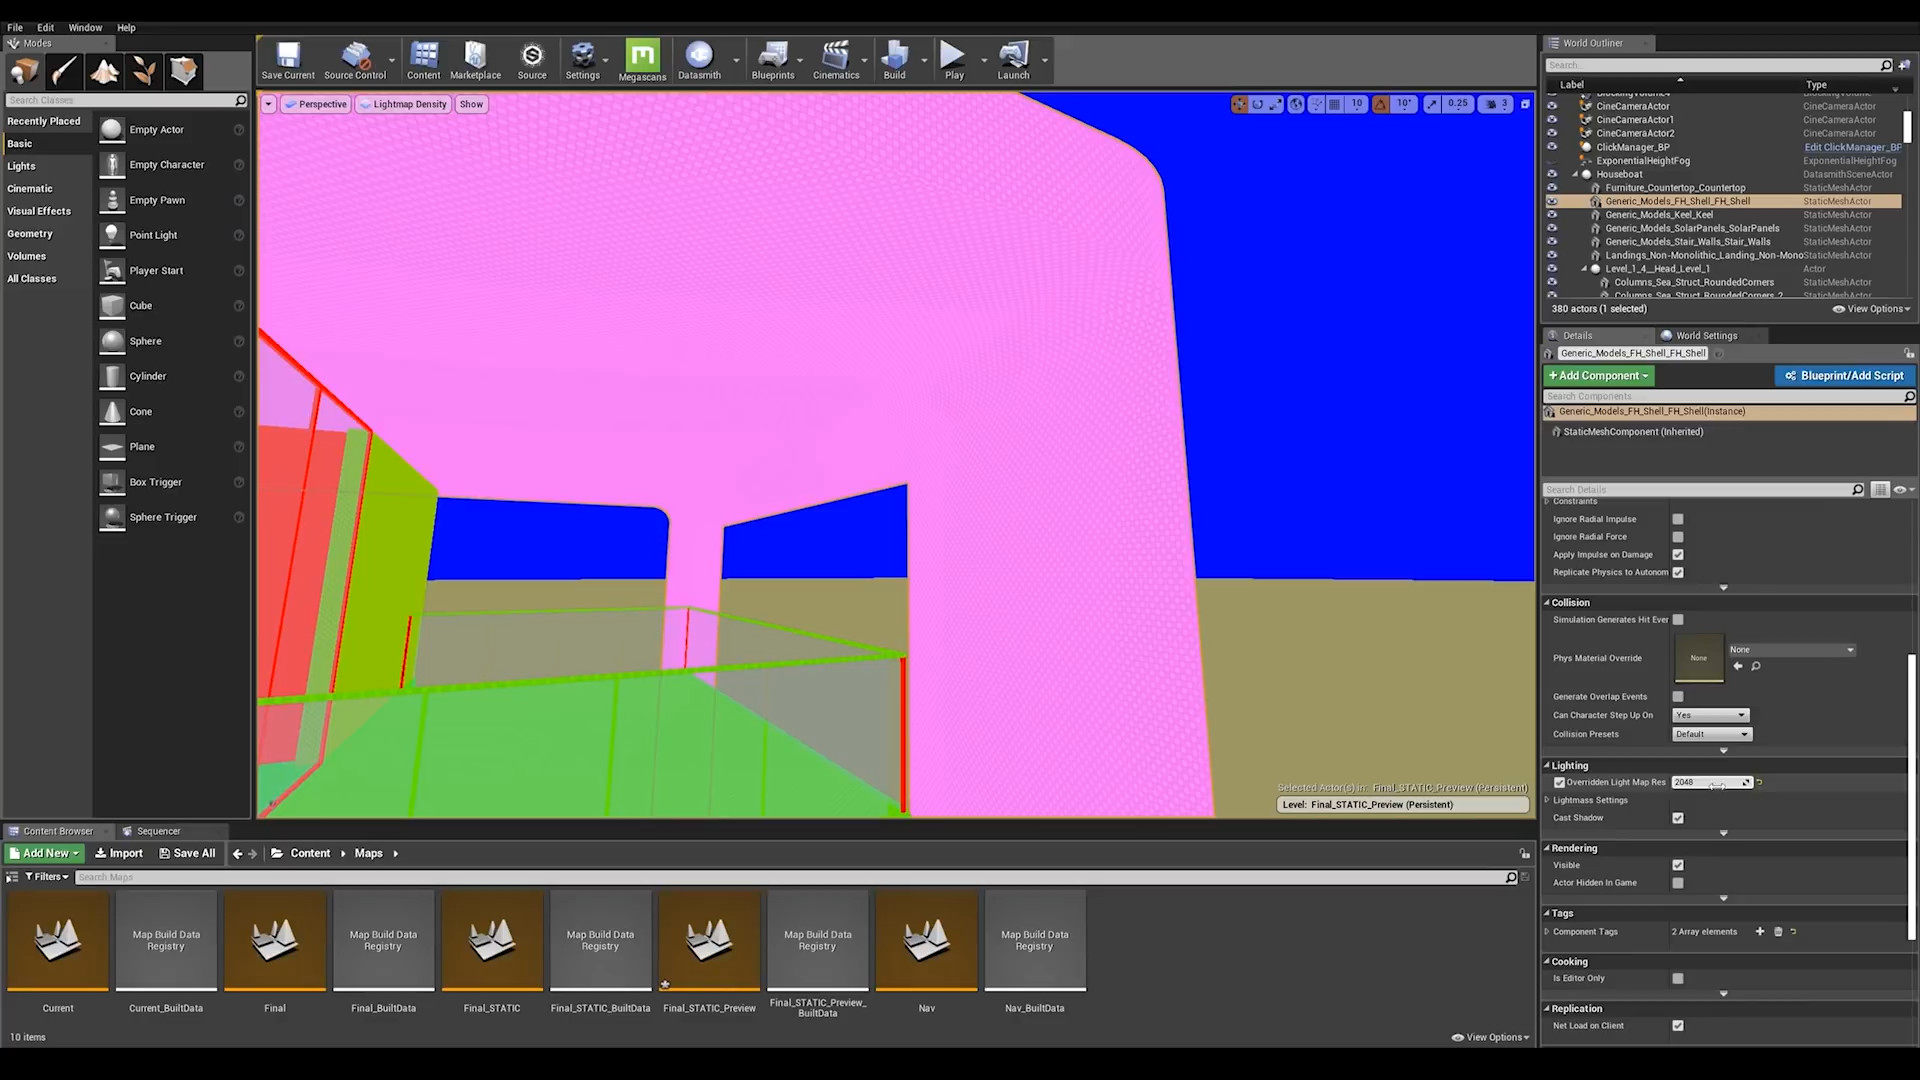 File Edit Window Help
Modes
Search Classes
Recently Placed
Basic
Lights
Cinematic
Visual Effects
Geometry
Volumes
All Classes
Empty Actor
Empty Character
Empty Pawn
Point Light
Player Start
Cube
Sphere
Cylinder
Cone
Plane
Box Trigger
Sphere Trigger
Save Current
Source Control
Content
Marketplace
Source
Settings
Megascans
Datasmith
Blueprints
Cinematics
Build
Play
Launch
Perspective
Lightmap Density
Show
10
10°
0.25
3
Selected Actor(s) in: Final_STATIC_Preview (Persistent)
Level: Final_STATIC_Preview (Persistent)
World Outliner
Search...
Label Type
CineCameraActor CineCameraActor
CineCameraActor1 CineCameraActor
CineCameraActor2 CineCameraActor
ClickManager_BP Edit ClickManager_BP
ExponentialHeightFog ExponentialHeightFog
Houseboat DatasmithSceneActor
Furniture_Countertop_Countertop StaticMeshActor
Generic_Models_FH_Shell_FH_Shell StaticMeshActor
Generic_Models_Keel_Keel StaticMeshActor
Generic_Models_SolarPanels_SolarPanels StaticMeshActor
Generic_Models_Stair_Walls_Stair_Walls StaticMeshActor
Landings_Non-Monolithic_Landing_Non-Mono StaticMeshActor
Level_1_4__Head_Level_1 Actor
Columns_Sea_Struct_RoundedCorners StaticMeshActor
Columns_Sea_Struct_RoundedCorners_2 StaticMeshActor
380 actors (1 selected) View Options
Details World Settings
Generic_Models_FH_Shell_FH_Shell
+ Add Component Blueprint/Add Script
Search Components
Generic_Models_FH_Shell_FH_Shell(Instance)
StaticMeshComponent (Inherited)
Search Details
Constraints
Ignore Radial Impulse
Ignore Radial Force
Apply Impulse on Damage
Replicate Physics to Autonom
Collision
Simulation Generates Hit Ever
Phys Material Override None None
Generate Overlap Events
Can Character Step Up On Yes
Collision Presets Default
Lighting
Overridden Light Map Res 2048
Lightmass Settings
Cast Shadow
Rendering
Visible
Actor Hidden In Game
Tags
Component Tags 2 Array elements
Cooking
Is Editor Only
Replication
Net Load on Client
Content Browser Sequencer
Add New Import Save All Content Maps
Filters Search Maps
Map Build Data Registry
Map Build Data Registry
Map Build Data Registry
Map Build Data Registry
Map Build Data Registry
Current
Current_BuiltData
Final
Final_BuiltData
Final_STATIC
Final_STATIC_BuiltData
Final_STATIC_Preview
Final_STATIC_Preview_
BuiltData
Nav
Nav_BuiltData
10 items View Options